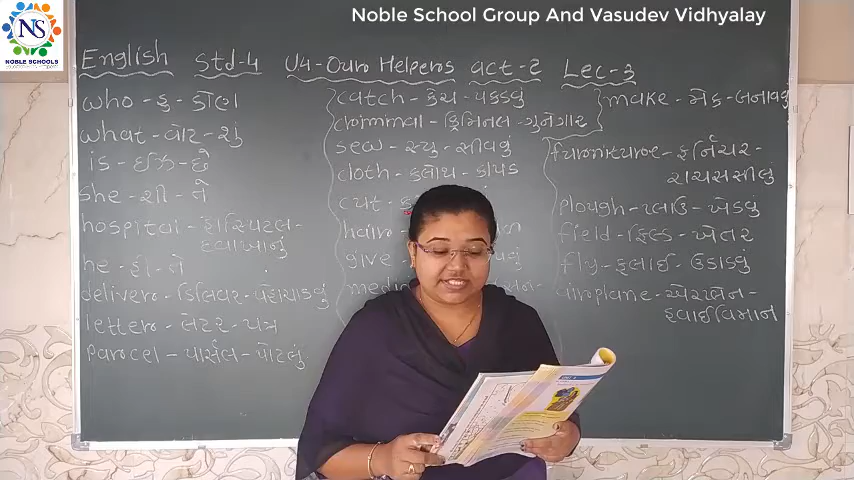 Noble School Group And Vasudev Vidhyalay
NS
NOBLE SCHOOLS
English Std-4 U4-Our Helpers act-2 Lec-3
who - હુ - કોણ
what - વોટ - શું
is - ઈઝ - છે
she - શી - તે
hospital - હોસ્પિટલ -
દવાખાનું
he - હી - તે
deliver - ડિલિવર - પહોંચાડવું
letter - લેટર - પત્ર
parcel - પાર્સલ - પોટલું
catch - કેચ - પકડવું
criminal - ક્રિમિનલ - ગુનેગાર
sew - સ્યુ - સીવવું
cloth - ક્લોથ - કાપડ
cut -
hair
give
make - મેક - બનાવવું
furniture - ફર્નિચર -
રાચરચીલું
plough - પ્લાઉ - ખેડવું
field - ફિલ્ડ - ખેતર
fly - ફ્લાઈ - ઉડાડવું
airplane - એરપ્લેન -
હવાઈવિમાન